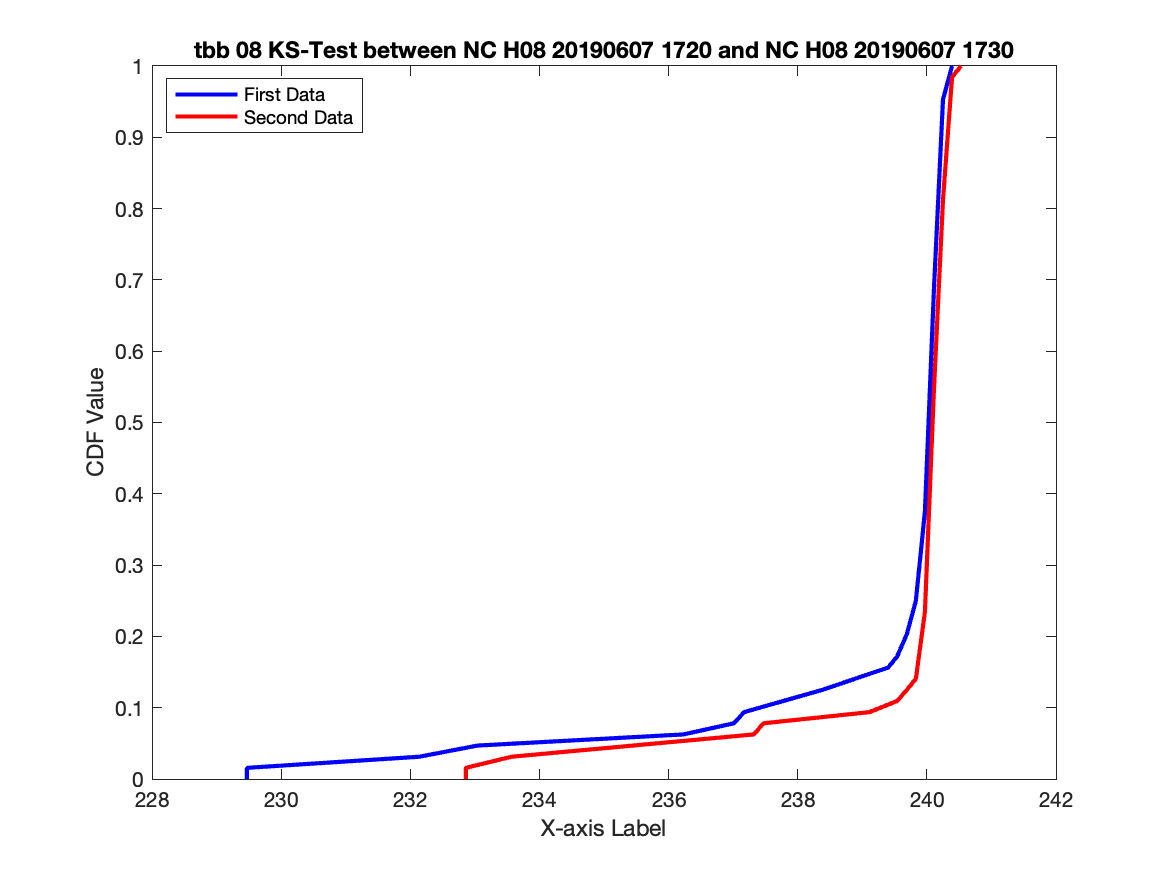 tbb 08 KS-Test between NC H08 20190607 1720 and NC H08 20190607 1730
First Data
Second Data
1
0.9
0.8
0.7
0.6
0.5
0.4
0.3
0.2
0.1
0
CDF Value
228 230 232 234 236 238 240 242
X-axis Label